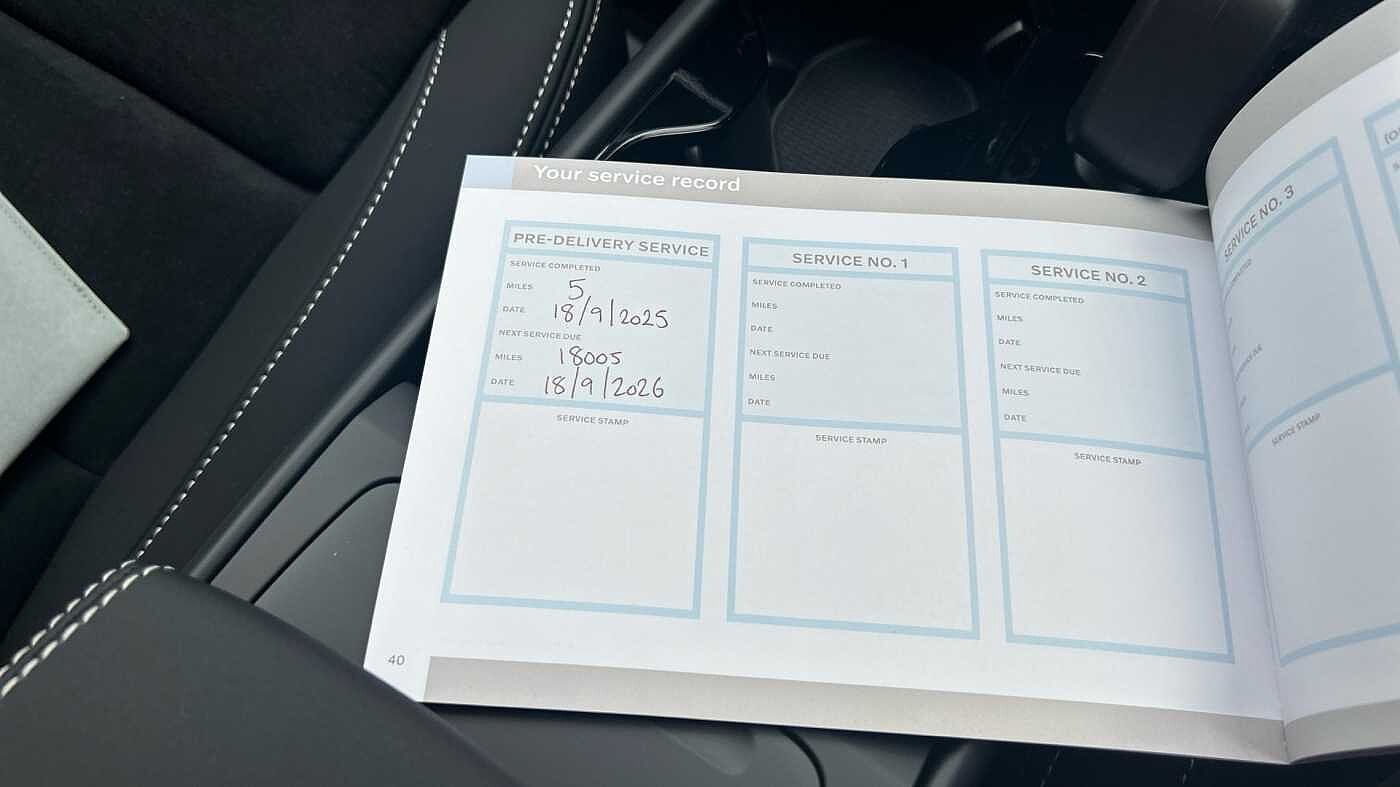 Your service record
PRE-DELIVERY SERVICE
SERVICE COMPLETED
MILES 5
DATE 18/9/2025
NEXT SERVICE DUE
MILES 18005
DATE 18/9/2026
SERVICE STAMP
SERVICE NO. 1
SERVICE COMPLETED
MILES
DATE
NEXT SERVICE DUE
MILES
DATE
SERVICE STAMP
SERVICE NO. 2
SERVICE COMPLETED
MILES
DATE
NEXT SERVICE DUE
MILES
DATE
SERVICE STAMP
SERVICE NO. 3
SERVICE STAMP
40